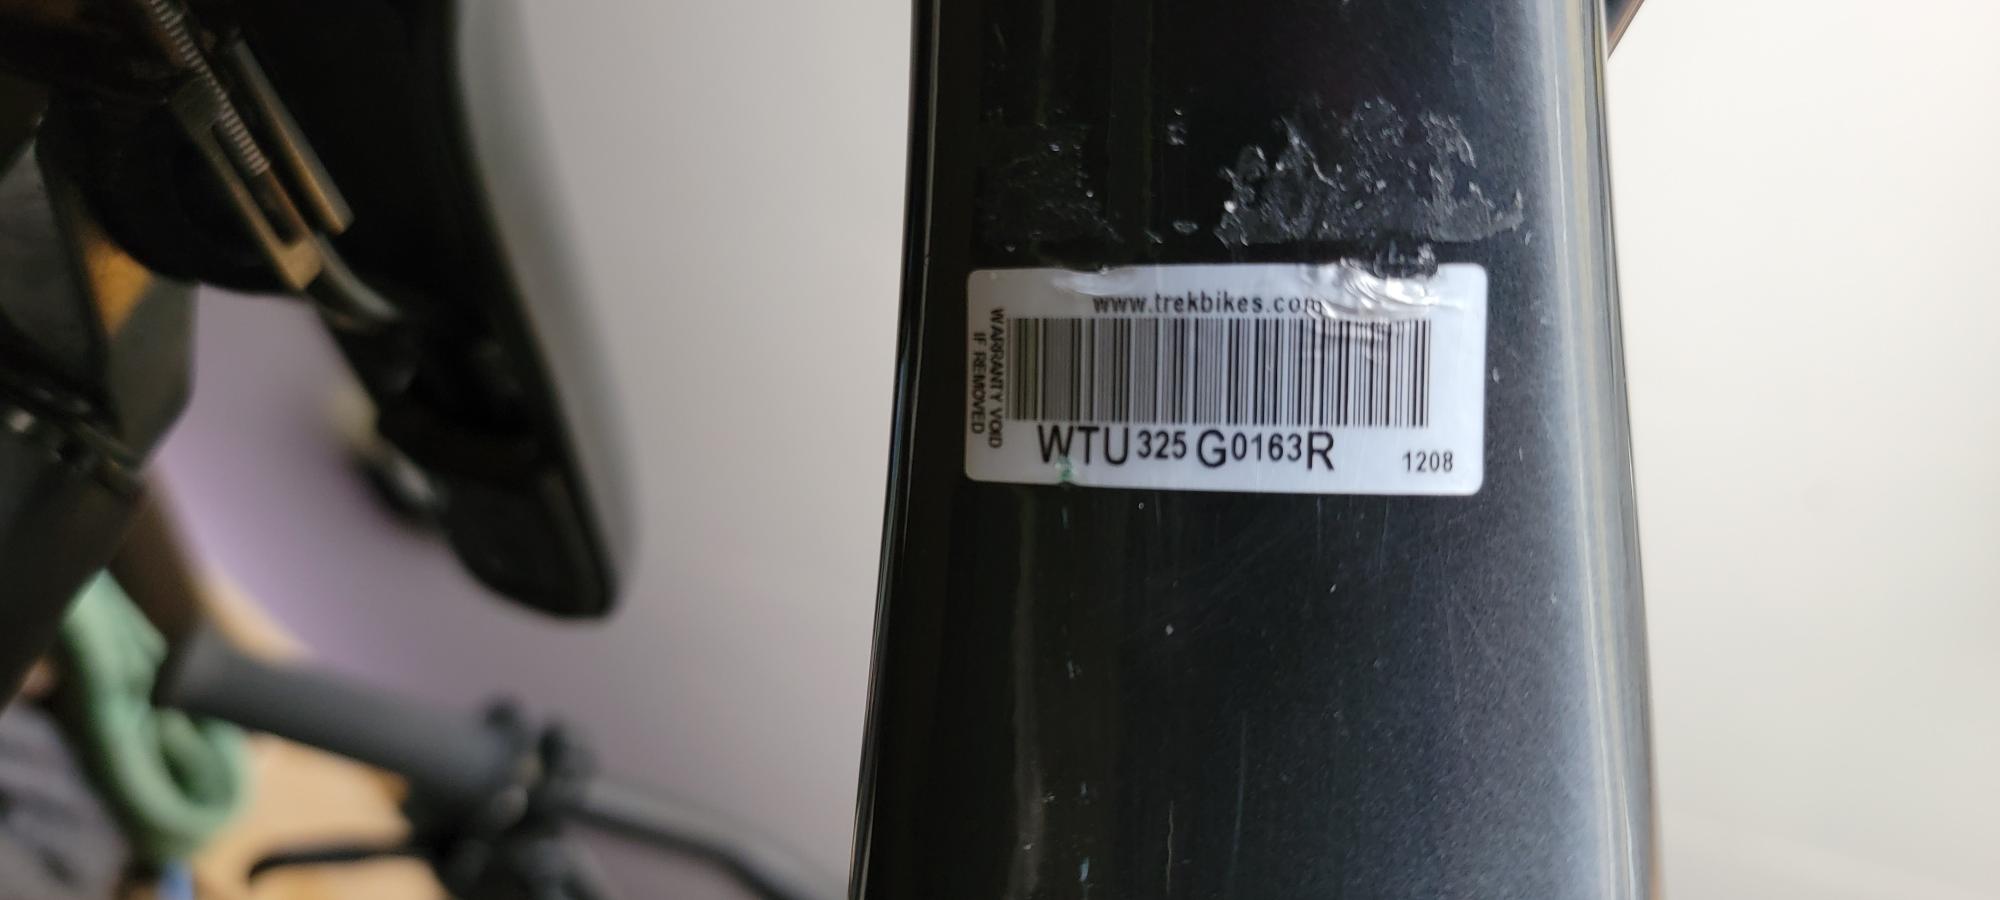 www.trekbikes.com
WARRANTY VOID
IF REMOVED
WTU325G0163R
1208